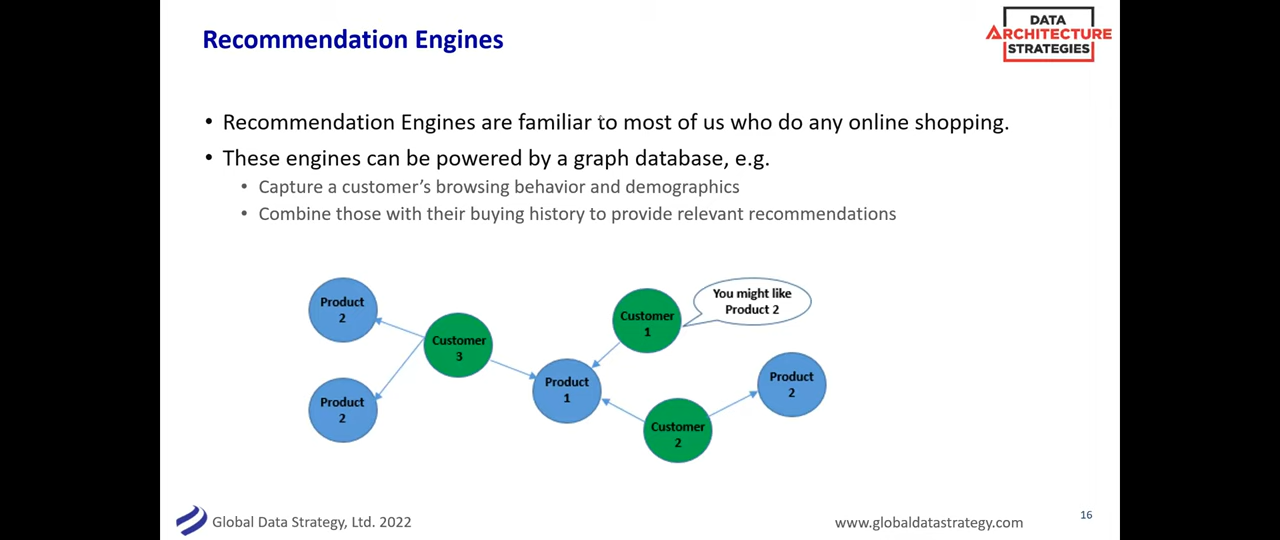 Recommendation Engines
DATA
ARCHITECTURE
STRATEGIES
• Recommendation Engines are familiar to most of us who do any online shopping.
• These engines can be powered by a graph database, e.g.
• Capture a customer's browsing behavior and demographics
• Combine those with their buying history to provide relevant recommendations
Product
2
Customer
3
Product
2
Product
1
Customer
1
You might like
Product 2
Customer
2
Product
2
Global Data Strategy, Ltd. 2022
www.globaldatastrategy.com
16